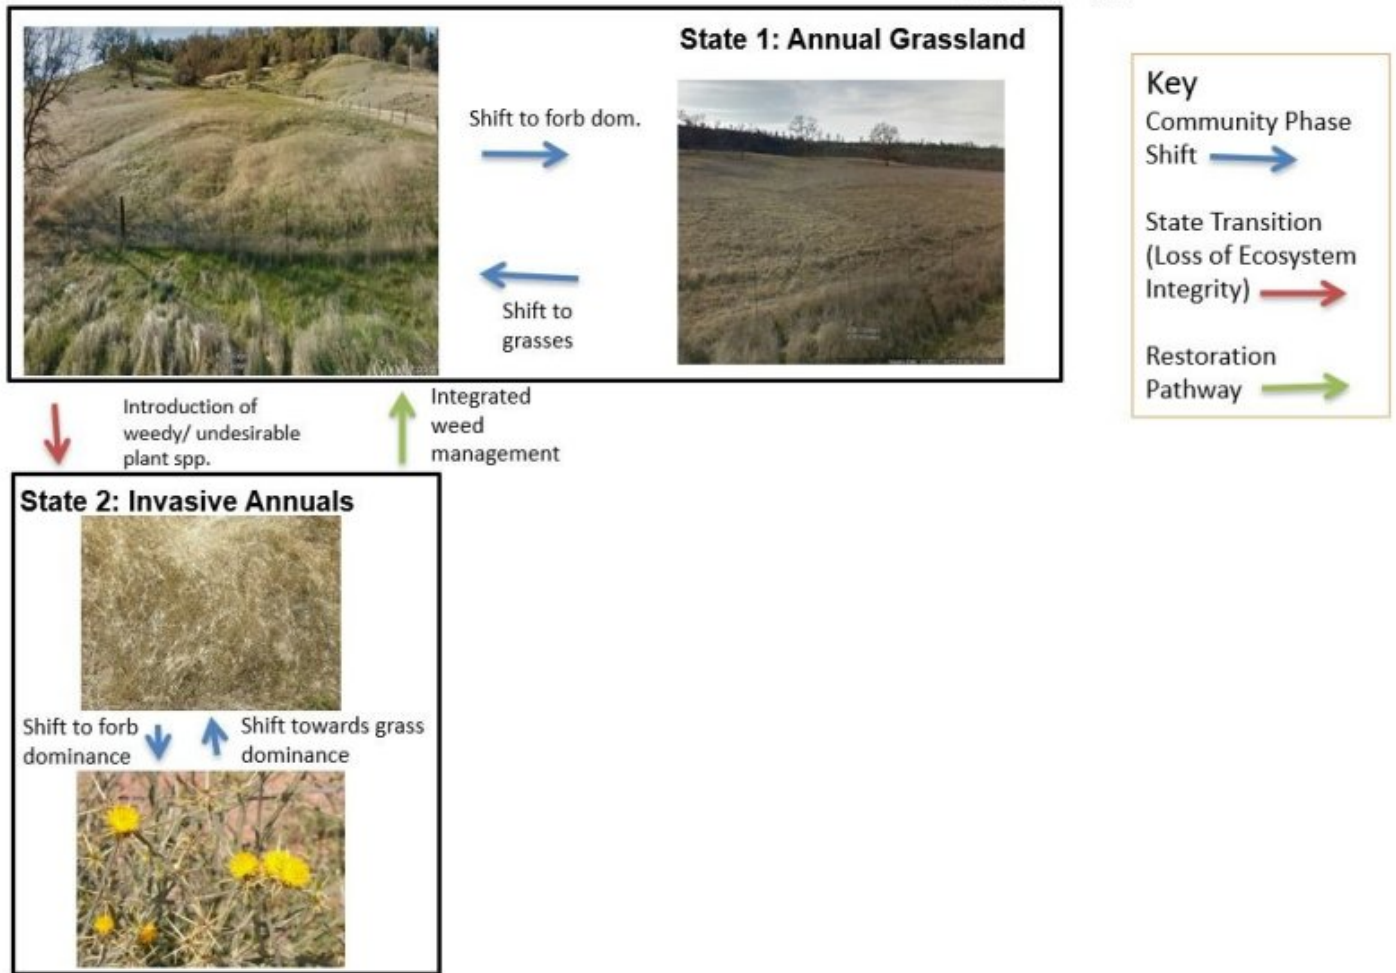 State 1: Annual Grassland
Shift to forb dom.
Shift to
grasses
Key
Community Phase
Shift
State Transition
(Loss of Ecosystem
Integrity)
Restoration
Pathway
Introduction of
weedy/ undesirable
plant spp.
Integrated
weed
management
State 2: Invasive Annuals
Shift to forb
dominance
Shift towards grass
dominance